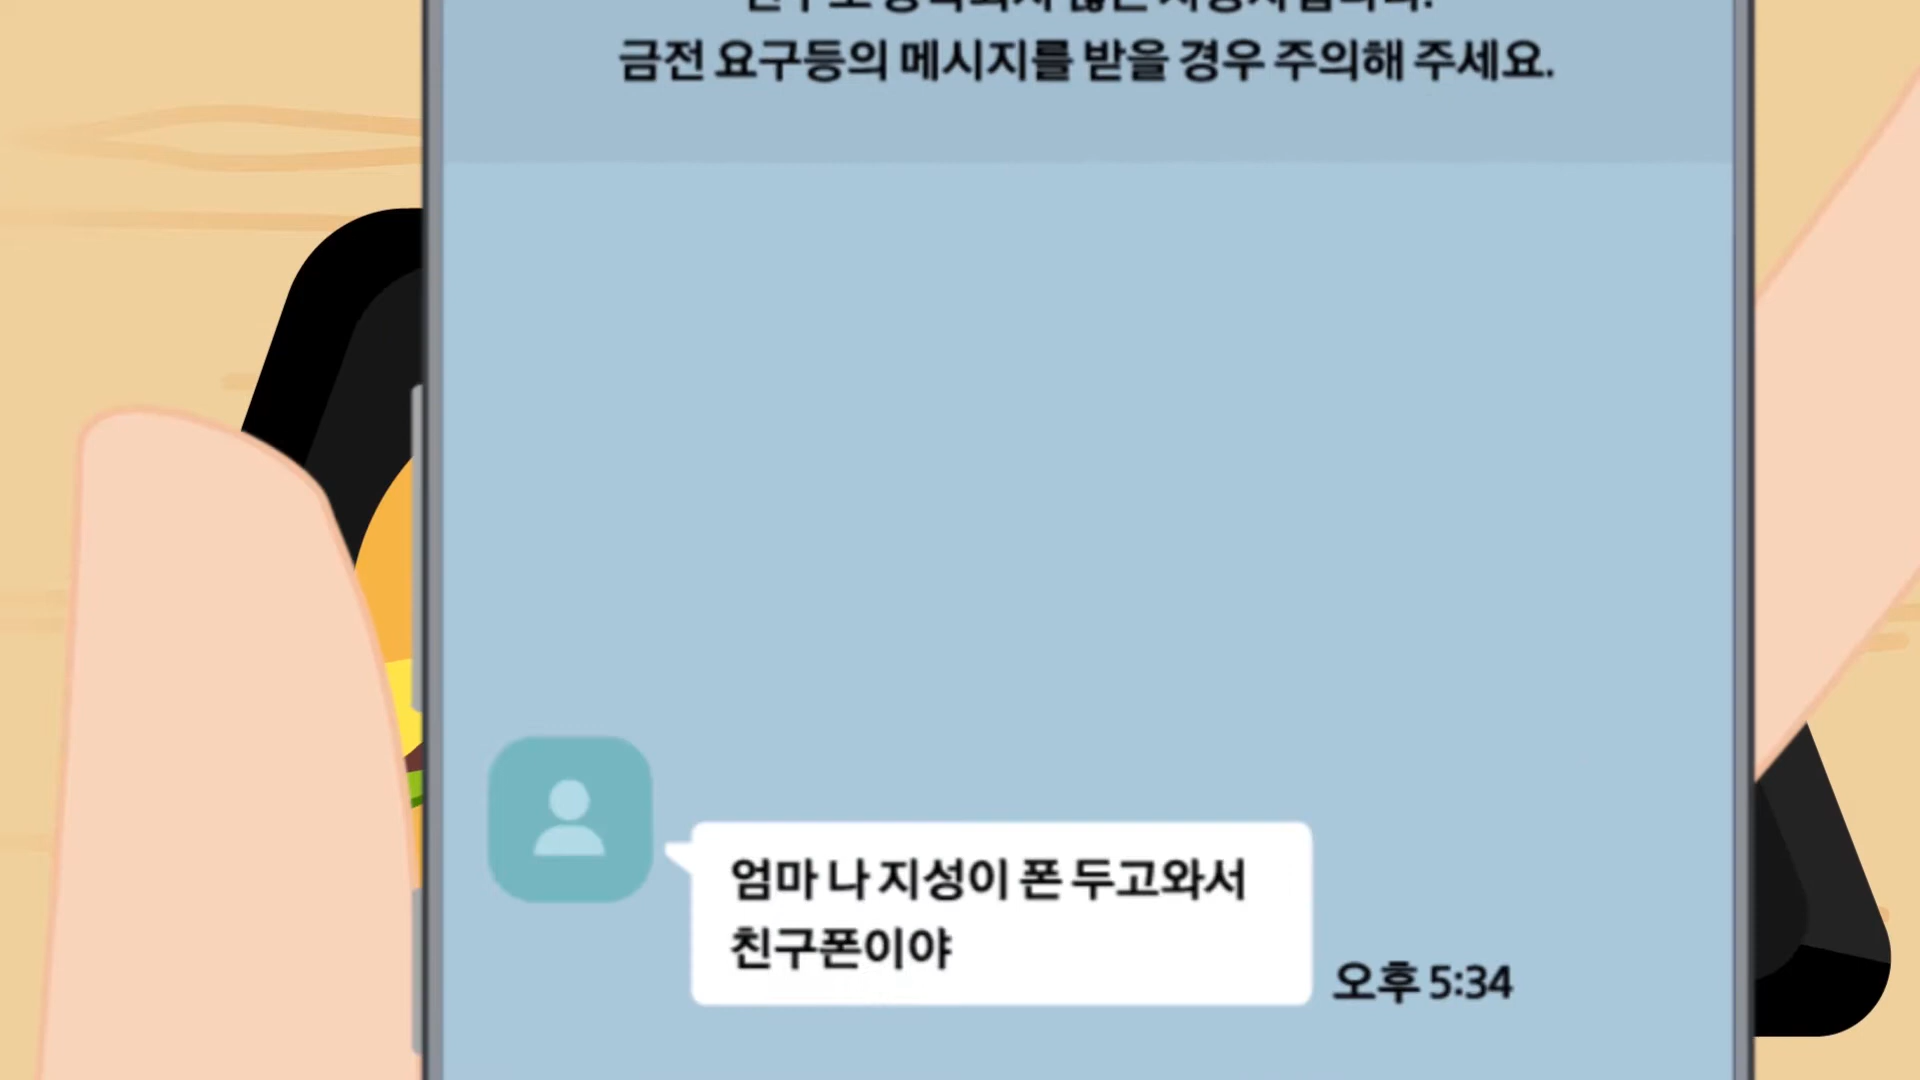 금전 요구등의 메시지를 받을 경우 주의해 주세요.
엄마 나 지성이 폰 두고와서
친구폰이야
오후 5:34